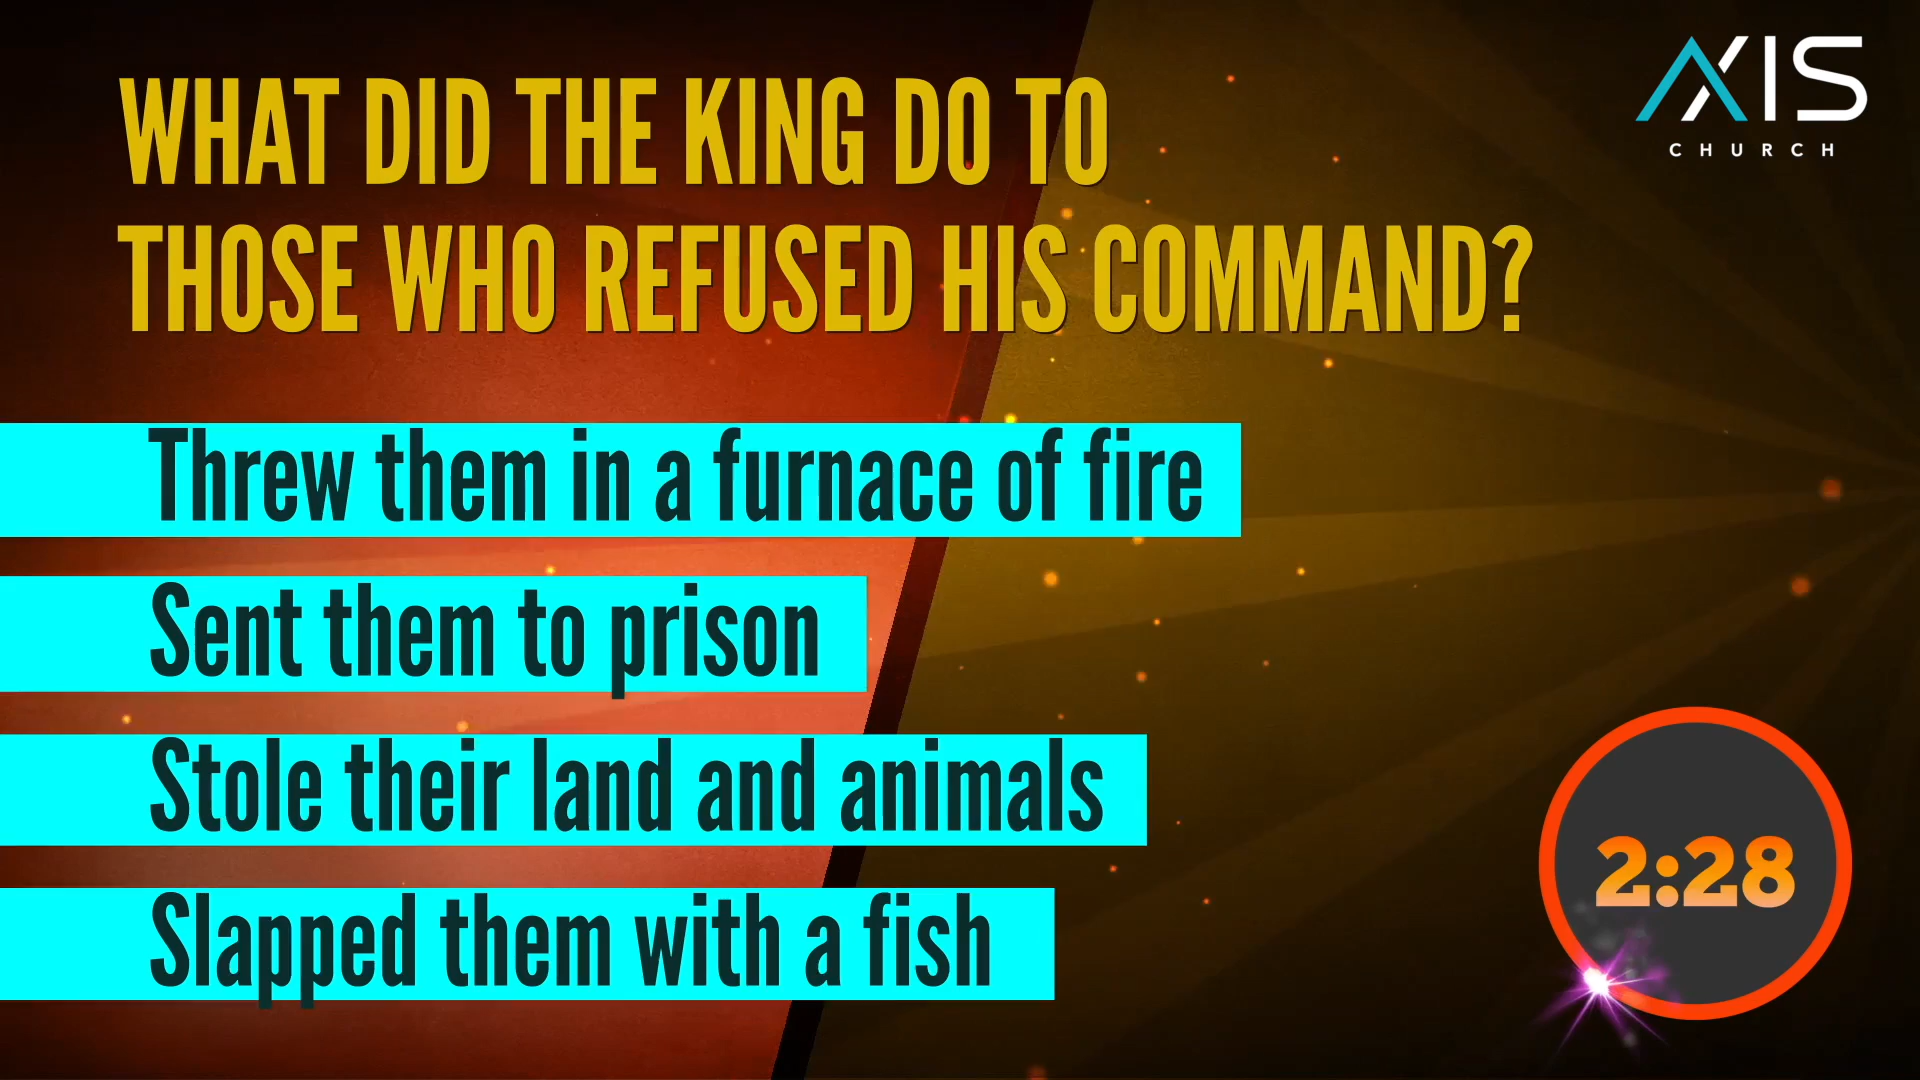 AXIS
CHURCH
WHAT DID THE KING DO TO
THOSE WHO REFUSED HIS COMMAND?
Threw them in a furnace of fire
Sent them to prison
Stole their land and animals
Slapped them with a fish
2:28